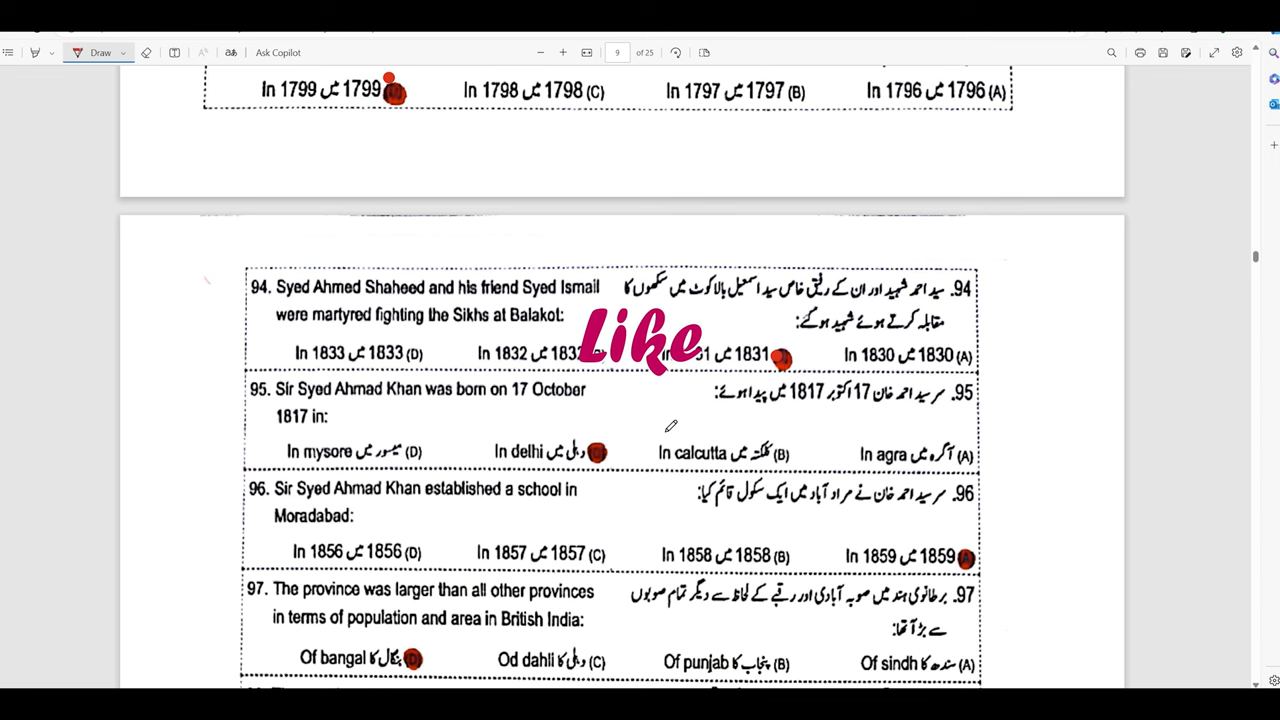 Draw
Ask Copilot
9 of 25
In 1799 میں 1799
In 1798 میں 1798 (C)
In 1797 میں 1797 (B)
In 1796 میں 1796 (A)
94. Syed Ahmed Shaheed and his friend Syed Ismail
were martyred fighting the Sikhs at Balakot:
94. سید احمد شہید اور ان کے رفیق خاص سید اسمعیل بالاکوٹ میں سکھوں کا
مقابلہ کرتے ہوئے شہید ہو گئے:
Like
In 1833 میں 1833 (D)
In 1832 میں
میں 1831
In 1830 میں 1830 (A)
95. Sir Syed Ahmad Khan was born on 17 October
1817 in:
95. سر سید احمد خان 17 اکتوبر 1817 میں پیدا ہوئے:
In mysore میسور میں (D)
In delhi دہلی میں
In calcutta کلکتہ میں (B)
In agra آگرہ میں (A)
96. Sir Syed Ahmad Khan established a school in
Moradabad:
96. سر سید احمد خان نے مراد آباد میں ایک سکول قائم کیا:
In 1856 میں 1856 (D)
In 1857 میں 1857 (C)
In 1858 میں 1858 (B)
In 1859 میں 1859 (A)
97. The province was larger than all other provinces
in terms of population and area in British India:
97. برطانوی ہند میں صوبہ آبادی اور رقبے کے لحاظ سے دیگر تمام صوبوں
سے بڑا تھا:
Of bangal بنگال کا (D)
Od dahli دہلی کا (C)
Of punjab پنجاب کا (B)
Of sindh سندھ کا (A)